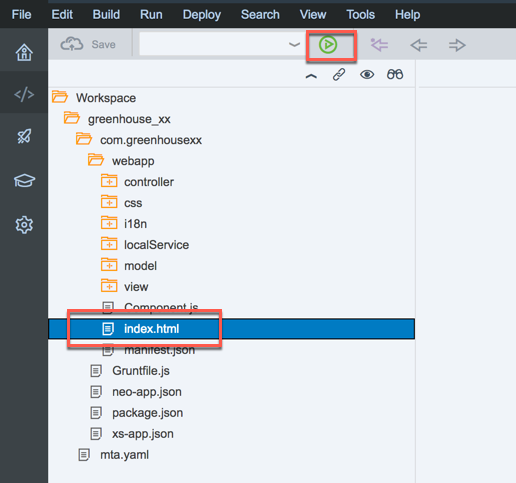 File Edit Build Run Deploy Search View Tools Help
Save
Workspace
greenhouse_xx
com.greenhousexx
webapp
controller
css
i18n
localService
model
view
Component.js
index.html
manifest.json
Gruntfile.js
neo-app.json
package.json
xs-app.json
mta.yaml